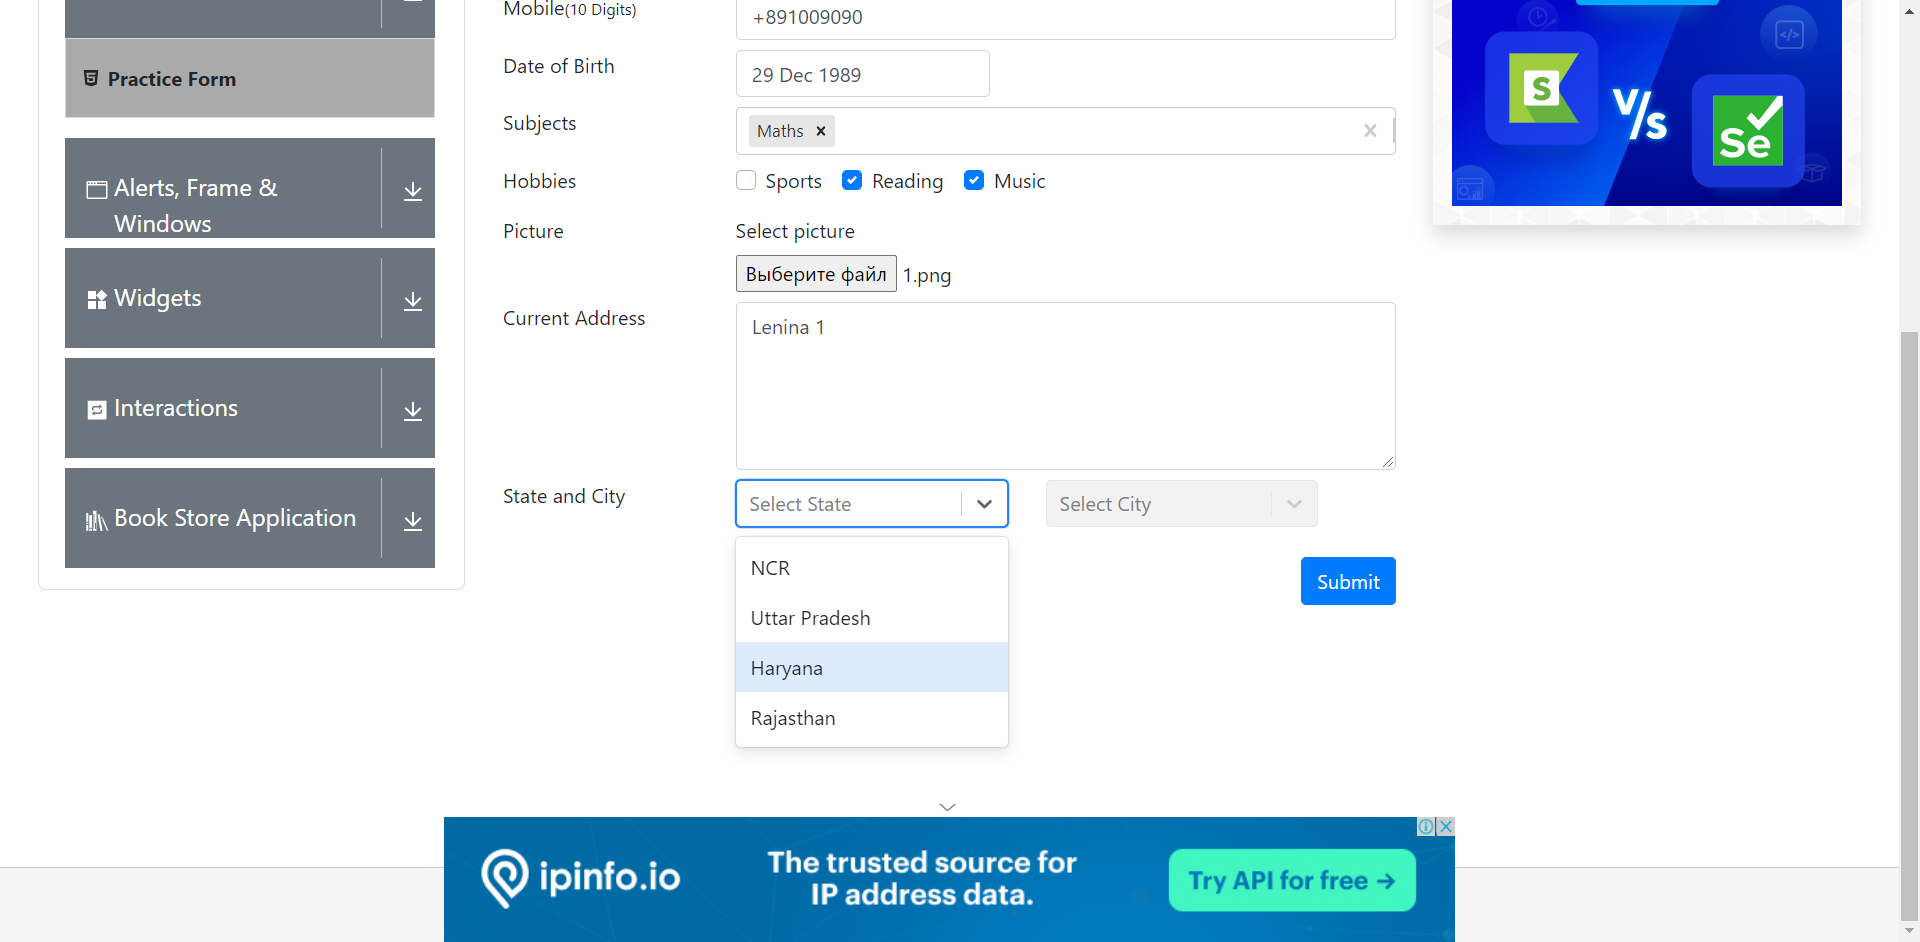 Practice Form
Alerts, Frame &
Windows
Widgets
Interactions
Book Store Application
Mobile(10 Digits)
+891009090
Date of Birth
29 Dec 1989
Subjects
Maths
Hobbies
Sports
Reading
Music
Picture
Select picture
Выберите файл 1.png
Current Address
Lenina 1
State and City
Select State
Select City
NCR
Uttar Pradesh
Haryana
Rajasthan
Submit
S
V/s
Se
ipinfo.io
The trusted source for
IP address data.
Try API for free →